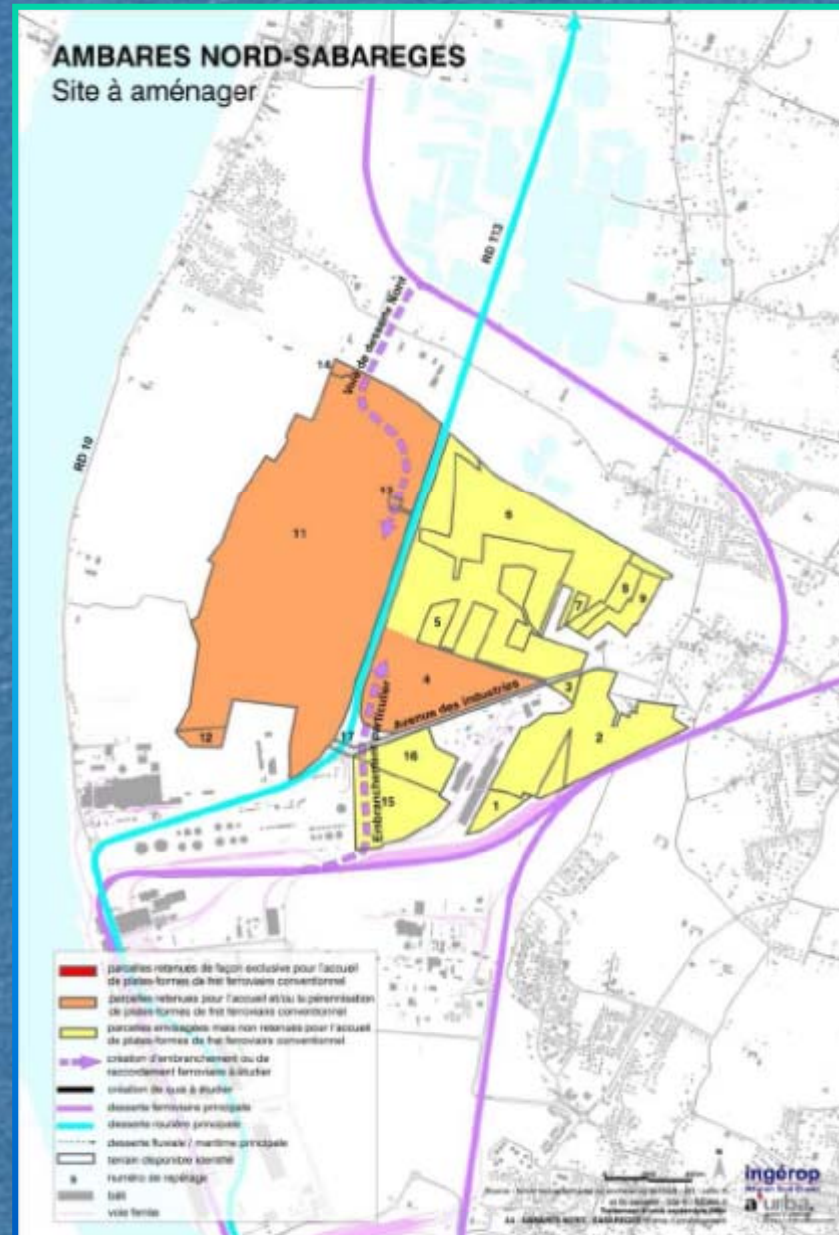 AMBARES NORD-SABAREGES
Site à aménager
RD 113
RD 10
Voie de desserte Nord
14
13
11
6
8
9
7
5
4
Avenue des industries
3
2
12
17
16
15
1
Embranchement particulier
parcelles retenues de façon exclusive pour l'accueil
de plates-formes de fret ferroviaire conventionnel
parcelles retenues pour l'accueil et/ou la pérennisation
de plates-formes de fret ferroviaire conventionnel
parcelles envisagées mais non retenues pour l'accueil
de plates-formes de fret ferroviaire conventionnel
création d'embranchement ou de
raccordement ferroviaire à étudier
création de quai à étudier
desserte ferroviaire principale
desserte routière principale
desserte fluviale / maritime principale
terrain disponible identifié
numéro de repérage
bâti
voie ferrée
ingérop
a'urba